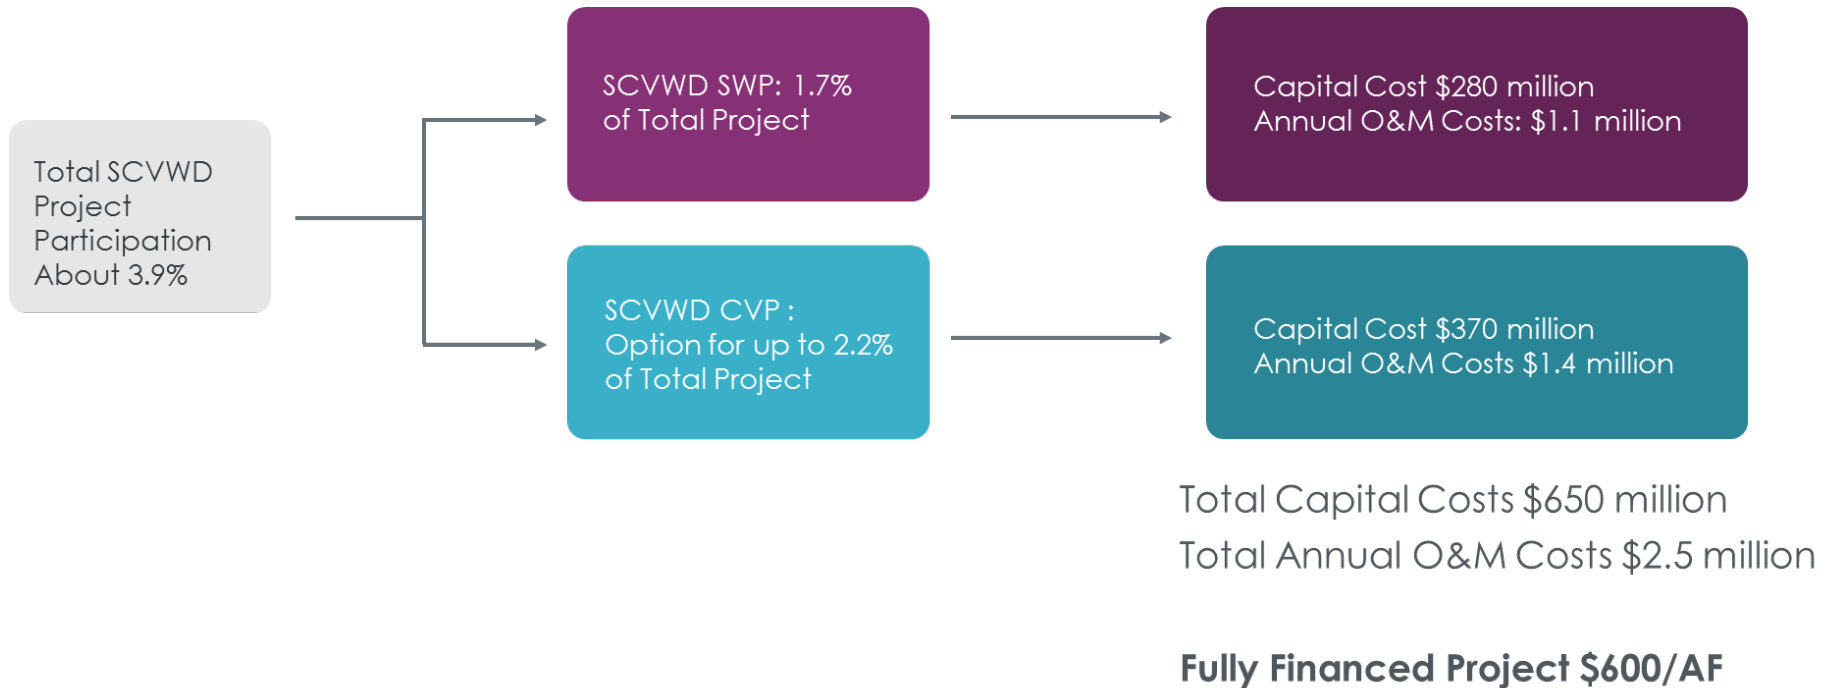 Total SCVWD
Project
Participation
About 3.9%
SCVWD SWP: 1.7%
of Total Project
Capital Cost $280 million
Annual O&M Costs: $1.1 million
SCVWD CVP :
Option for up to 2.2%
of Total Project
Capital Cost $370 million
Annual O&M Costs $1.4 million
Total Capital Costs $650 million
Total Annual O&M Costs $2.5 million
Fully Financed Project $600/AF